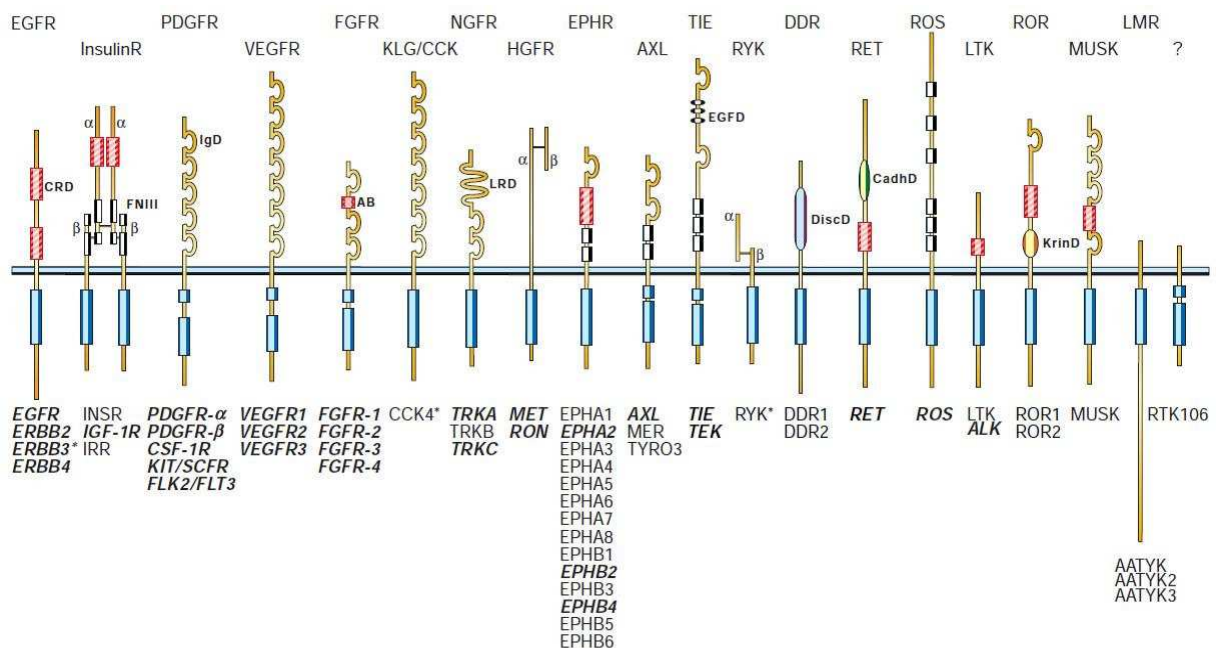 EGFR PDGFR FGFR NGFR EPHR TIE DDR ROS ROR LMR
InsulinR VEGFR KLG/CCK HGFR AXL RYK RET LTK MUSK ?
α α
IgD
EGFD
α β
LRD
CRD
CadhD
FNIII
AB
DiscD
α
β β
β
KrinD
EGFR
ERBB2
ERBB3*
ERBB4
INSR
IGF-1R
IRR
PDGFR-α
PDGFR-β
CSF-1R
KIT/SCFR
FLK2/FLT3
VEGFR1
VEGFR2
VEGFR3
FGFR-1
FGFR-2
FGFR-3
FGFR-4
CCK4*
TRKA
TRKB
TRKC
MET
RON
EPHA1
EPHA2
EPHA3
EPHA4
EPHA5
EPHA6
EPHA7
EPHA8
EPHB1
EPHB2
EPHB3
EPHB4
EPHB5
EPHB6
AXL
MER
TYRO3
TIE
TEK
RYK*
DDR1
DDR2
RET
ROS
LTK
ALK
ROR1
ROR2
MUSK
AATYK
AATYK2
AATYK3
RTK106